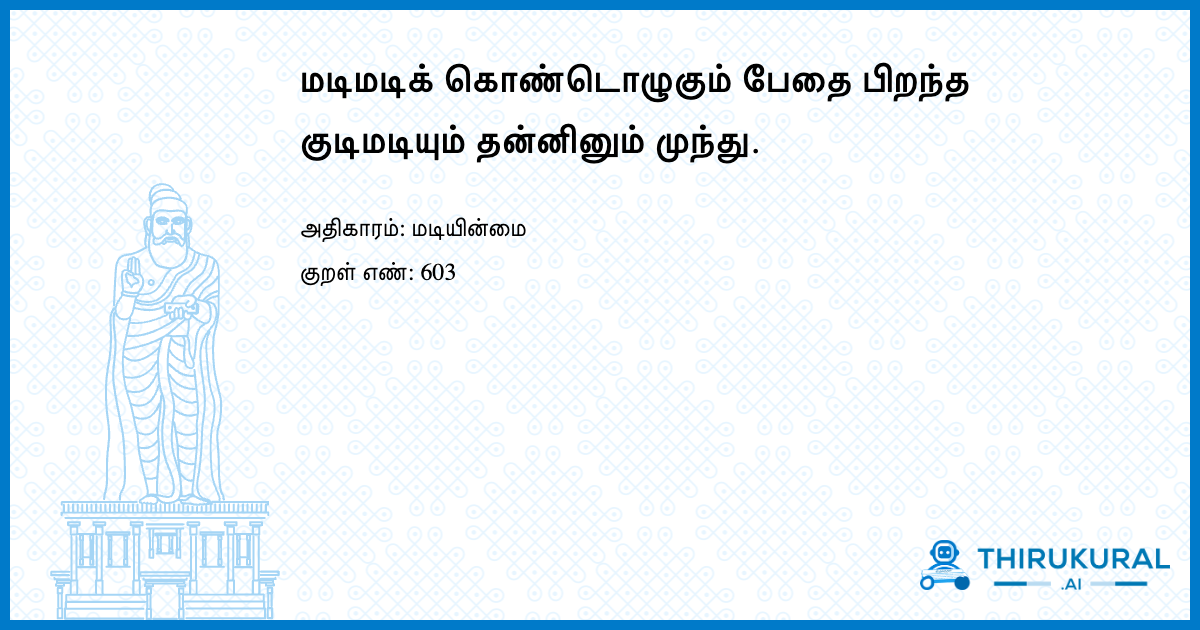 மடிமடிக் கொண்டொழுகும் பேதை பிறந்த
குடிமடியும் தன்னினும் முந்து.
அதிகாரம்: மடியின்மை
குறள் எண்: 603
THIRUKURAL
.AI